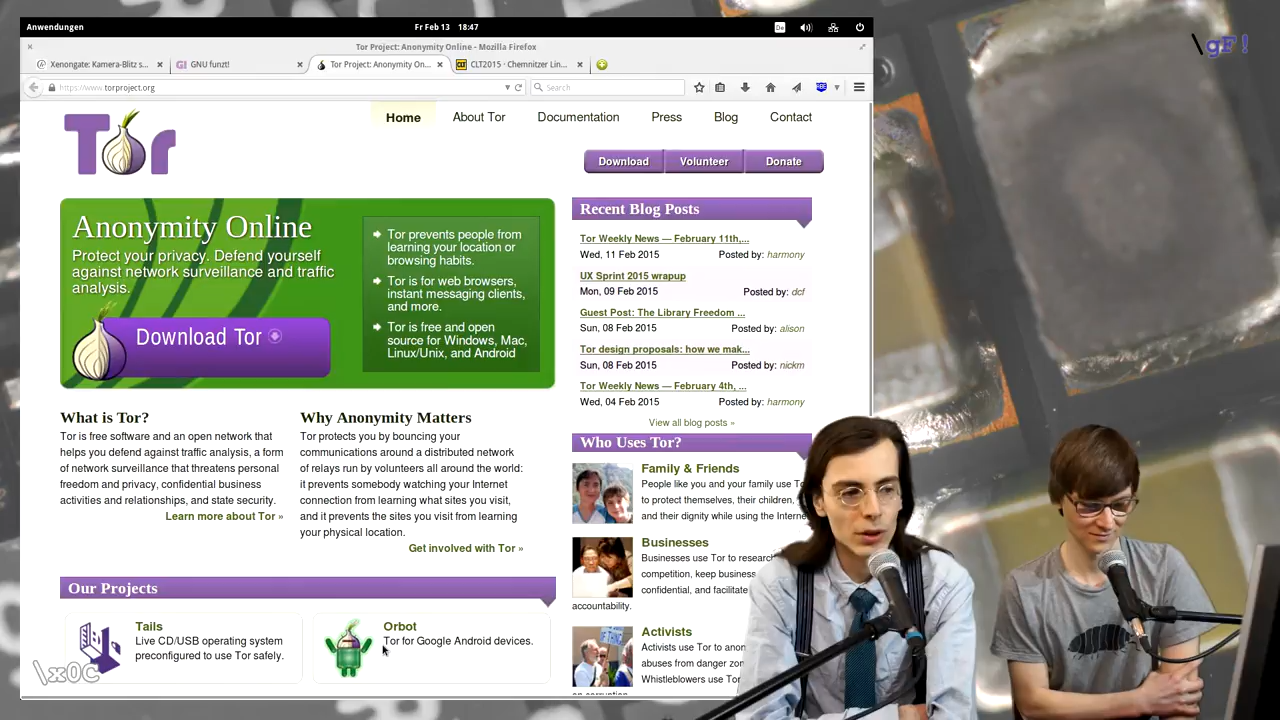 \gF!
Anwendungen
Fr Feb 13 18:47
De
Tor Project: Anonymity Online - Mozilla Firefox
Xenongate: Kamera-Blitz s...
GNU funzt!
Tor Project: Anonymity On...
CLT2015 · Chemnitzer Lin...
https://www.torproject.org
Search
ABP
Tor
Home
About Tor
Documentation
Press
Blog
Contact
Download
Volunteer
Donate
Anonymity Online
Protect your privacy. Defend yourself
against network surveillance and traffic
analysis.
Download Tor
Tor prevents people from
learning your location or
browsing habits.
Tor is for web browsers,
instant messaging clients,
and more.
Tor is free and open
source for Windows, Mac,
Linux/Unix, and Android
Recent Blog Posts
Tor Weekly News — February 11th,...
Wed, 11 Feb 2015 Posted by: harmony
UX Sprint 2015 wrapup
Mon, 09 Feb 2015 Posted by: dcf
Guest Post: The Library Freedom ...
Sun, 08 Feb 2015 Posted by: alison
Tor design proposals: how we mak...
Sun, 08 Feb 2015 Posted by: nickm
Tor Weekly News — February 4th, ...
Wed, 04 Feb 2015 Posted by: harmony
View all blog posts »
What is Tor?
Tor is free software and an open network that
helps you defend against traffic analysis, a form
of network surveillance that threatens personal
freedom and privacy, confidential business
activities and relationships, and state security.
Learn more about Tor »
Why Anonymity Matters
Tor protects you by bouncing your
communications around a distributed network
of relays run by volunteers all around the world:
it prevents somebody watching your Internet
connection from learning what sites you visit,
and it prevents the sites you visit from learning
your physical location.
Get involved with Tor »
Who Uses Tor?
Family & Friends
People like you and your family use To
to protect themselves, their children,
and their dignity while using the Internet
Businesses
Businesses use Tor to research
competition, keep business
confidential, and facilitate
accountability.
Activists
Activists use Tor to anon
abuses from danger zon
Whistleblowers use Tor
on corruption
Our Projects
Tails
Live CD/USB operating system
preconfigured to use Tor safely.
Orbot
Tor for Google Android devices.
\x0C